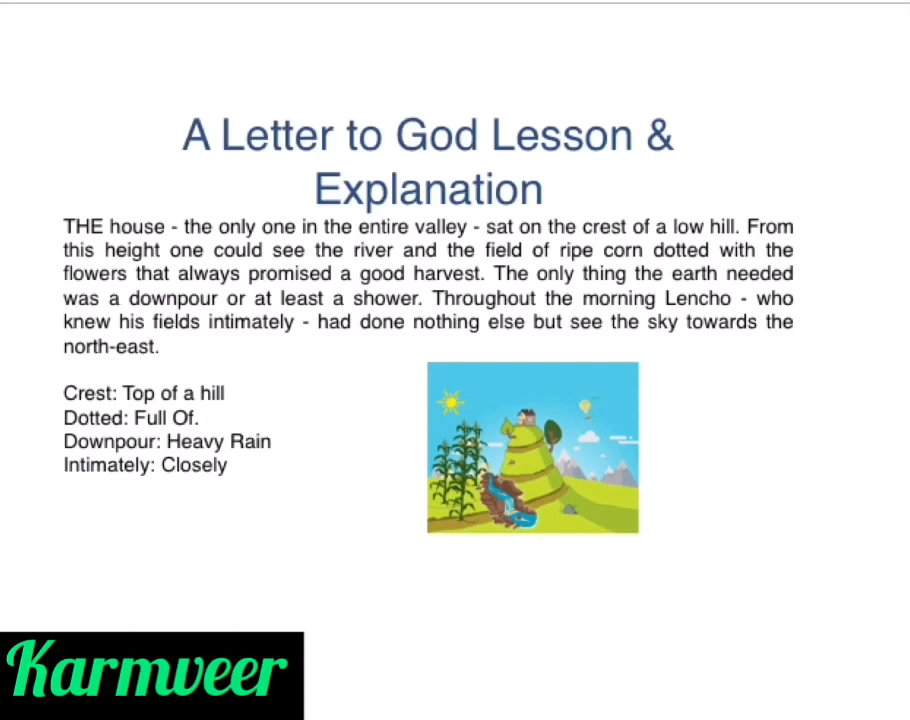 A Letter to God Lesson &
Explanation
THE house - the only one in the entire valley - sat on the crest of a low hill. From
this height one could see the river and the field of ripe corn dotted with the
flowers that always promised a good harvest. The only thing the earth needed
was a downpour or at least a shower. Throughout the morning Lencho - who
knew his fields intimately - had done nothing else but see the sky towards the
north-east.
Crest: Top of a hill
Dotted: Full Of.
Downpour: Heavy Rain
Intimately: Closely
Karmveer